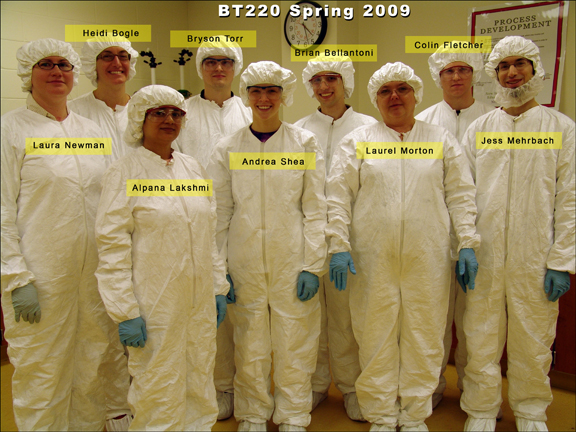 BT220 Spring 2009
PROCESS
DEVELOPMENT
Heidi Bogle
Bryson Torr
Brian Bellantoni
Colin Fletcher
Laura Newman
Alpana Lakshmi
Andrea Shea
Laurel Morton
Jess Mehrbach